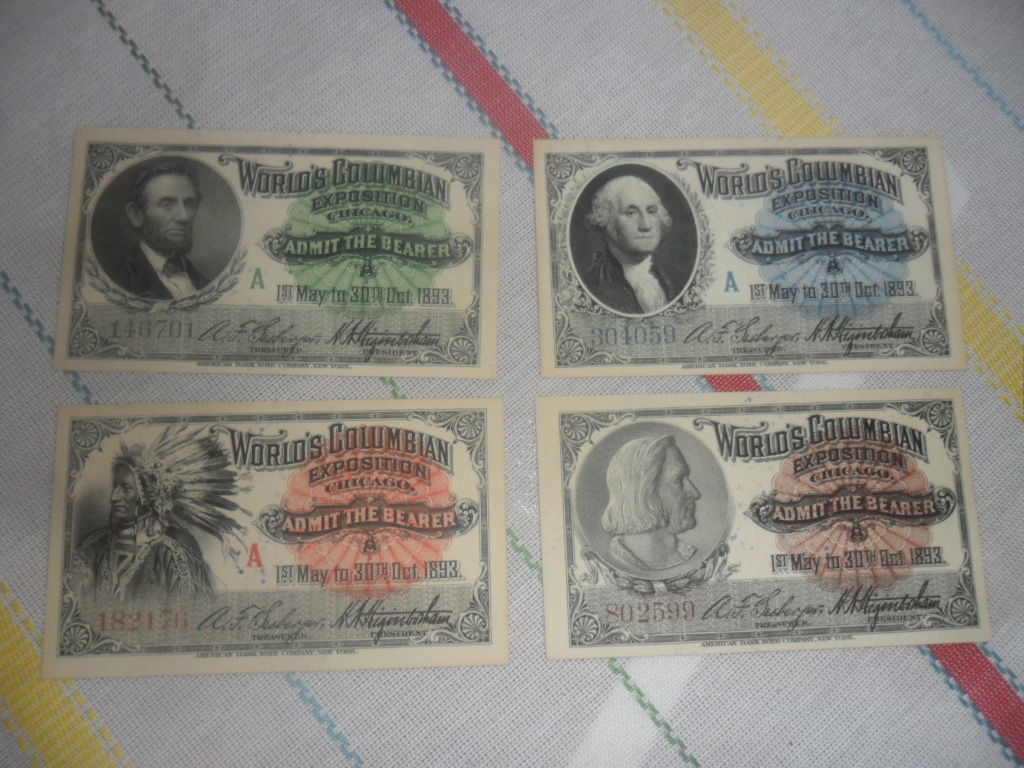 WORLD'S COLUMBIAN
EXPOSITION
CHICAGO.
ADMIT THE BEARER
A
1ST May to 30TH Oct. 1893.
146701
TREASURER.
PRESIDENT
AMERICAN BANK NOTE COMPANY, NEW YORK.
WORLD'S COLUMBIAN
EXPOSITION
CHICAGO.
ADMIT THE BEARER
A
1ST May to 30TH Oct. 1893.
304059
TREASURER.
PRESIDENT.
AMERICAN BANK NOTE COMPANY, NEW YORK.
WORLD'S COLUMBIAN
EXPOSITION
CHICAGO.
ADMIT THE BEARER
A
1ST May to 30TH Oct. 1893.
182176
TREASURER.
PRESIDENT
AMERICAN BANK NOTE COMPANY, NEW YORK.
WORLD'S COLUMBIAN
EXPOSITION
CHICAGO.
ADMIT THE BEARER
1ST May to 30TH Oct. 1893.
802599
TREASURER.
PRESIDENT
AMERICAN BANK NOTE COMPANY, NEW YORK.